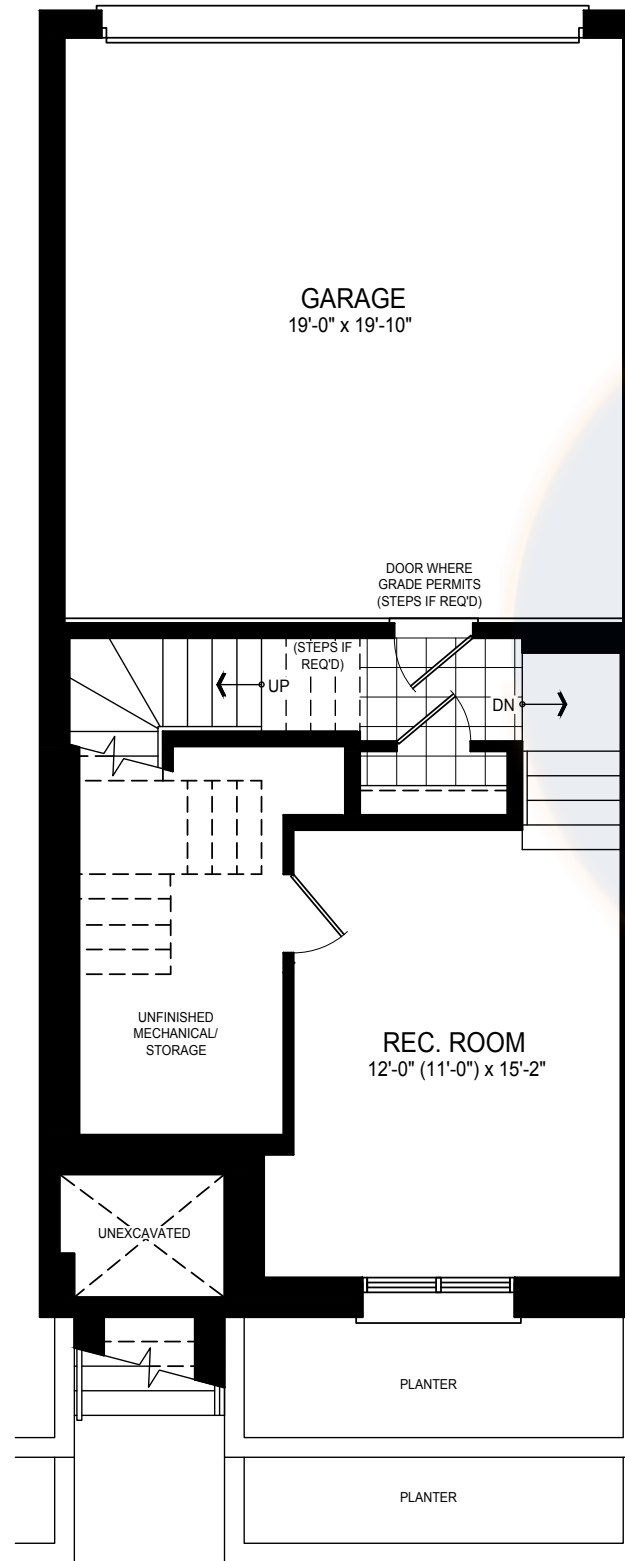 GARAGE
19'-0" x 19'-10"
DOOR WHERE
GRADE PERMITS
(STEPS IF REQ'D)
(STEPS IF
REQ'D)
UP
DN
UNFINISHED
MECHANICAL/
STORAGE
REC. ROOM
12'-0" (11'-0") x 15'-2"
UNEXCAVATED
PLANTER
PLANTER